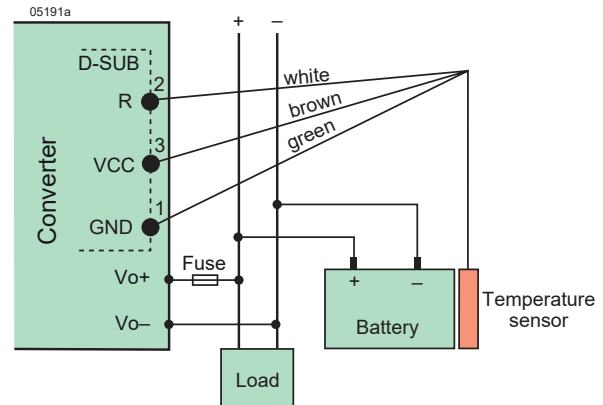 05191a
+ –
D-SUB
2
R
white
brown
green
3
VCC
1
GND
Converter
Vo+
Fuse
Vo–
+ –
Battery
Temperature
sensor
Load